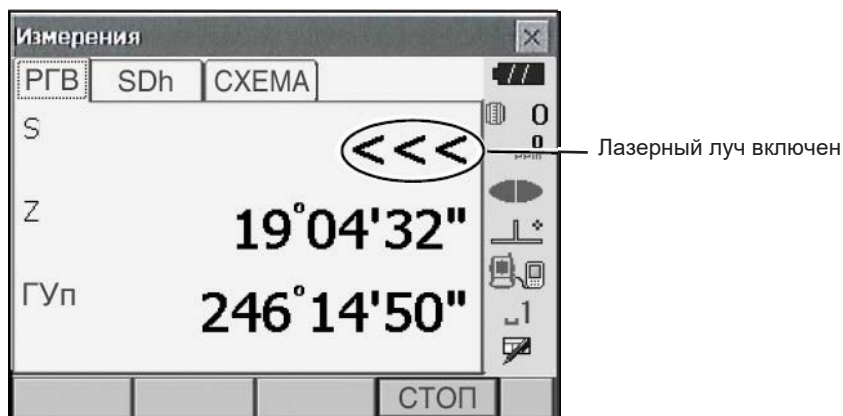 Измерения
РГВ SDh СХЕМА
S <<<
0
0
ppm
Лазерный луч включен
Z 19°04'32"
ГУп 246°14'50"
1
СТОП